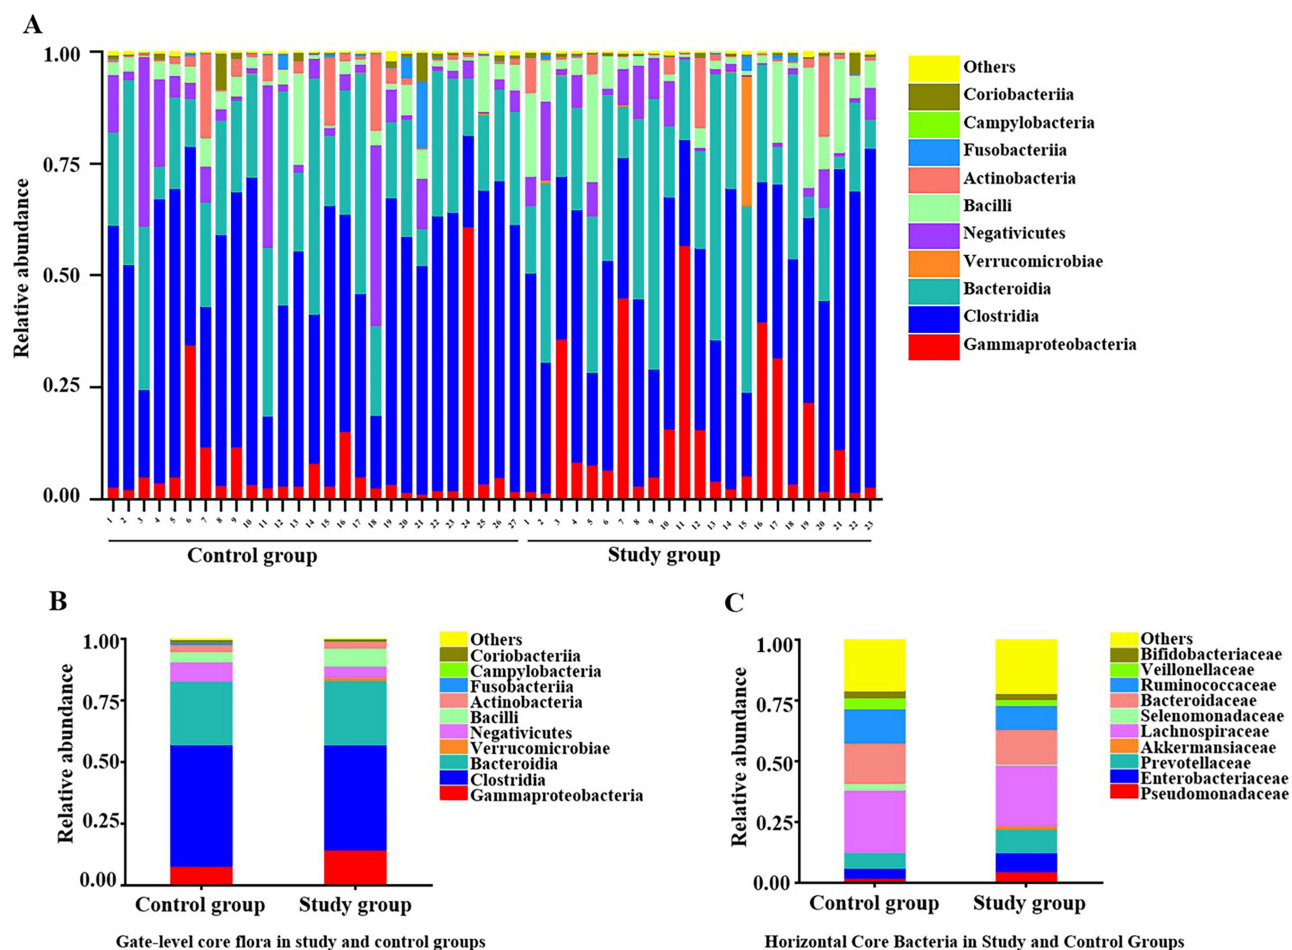 A
1.00
0.75
0.50
0.25
0.00
Relative abundance
1 2 3 4 5 6 7 8 9 10 11 12 13 14 15 16 17 18 19 20 21 22 23 24 25 26 27 1 2 3 4 5 6 7 8 9 10 11 12 13 14 15 16 17 18 19 20 21 22 23
Control group Study group
Others
Coriobacteriia
Campylobacteria
Fusobacteriia
Actinobacteria
Bacilli
Negativicutes
Verrucomicrobiae
Bacteroidia
Clostridia
Gammaproteobacteria
B
1.00
0.75
0.50
0.25
0.00
Relative abundance
Control group Study group
Others
Coriobacteriia
Campylobacteria
Fusobacteriia
Actinobacteria
Bacilli
Negativicutes
Verrucomicrobiae
Bacteroidia
Clostridia
Gammaproteobacteria
Gate-level core flora in study and control groups
C
1.00
0.75
0.50
0.25
0.00
Relative abundance
Control group Study group
Others
Bifidobacteriaceae
Veillonellaceae
Ruminococcaceae
Bacteroidaceae
Selenomonadaceae
Lachnospiraceae
Akkermansiaceae
Prevotellaceae
Enterobacteriaceae
Pseudomonadaceae
Horizontal Core Bacteria in Study and Control Groups